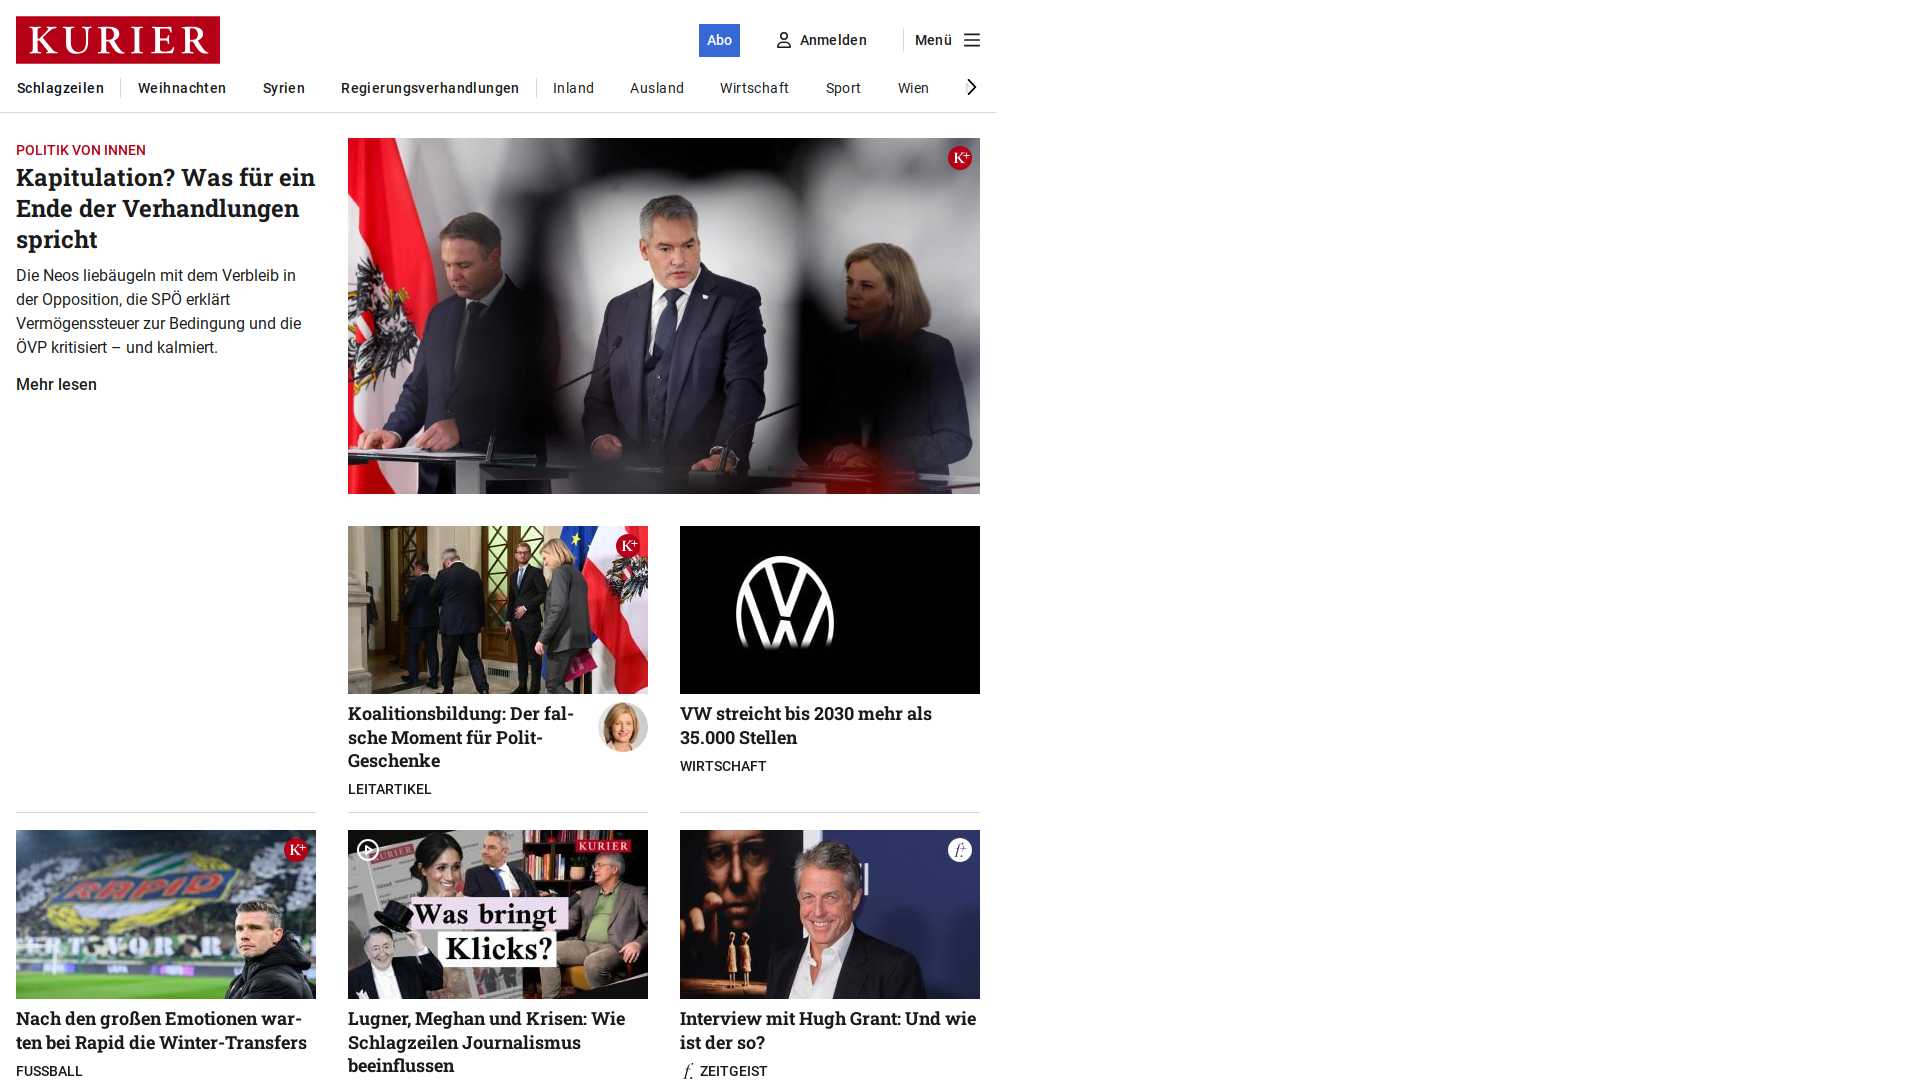 KURIER
Abo
Anmelden
Menü
Schlagzeilen
Weihnachten
Syrien
Regierungsverhandlungen
Inland
Ausland
Wirtschaft
Sport
Wien
POLITIK VON INNEN
Kapitulation? Was für ein
Ende der Verhandlungen
spricht
Die Neos liebäugeln mit dem Verbleib in
der Opposition, die SPÖ erklärt
Vermögenssteuer zur Bedingung und die
ÖVP kritisiert – und kalmiert.
Mehr lesen
K+
K+
Koalitionsbildung: Der fal-
sche Moment für Polit-
Geschenke
LEITARTIKEL
VW streicht bis 2030 mehr als
35.000 Stellen
WIRTSCHAFT
K+
RAPID
Nach den großen Emotionen war-
ten bei Rapid die Winter-Transfers
FUSSBALL
KURIER
KURIER
Was bringt
Klicks?
Lugner, Meghan und Krisen: Wie
Schlagzeilen Journalismus
beeinflussen
f+
Interview mit Hugh Grant: Und wie
ist der so?
f. ZEITGEIST